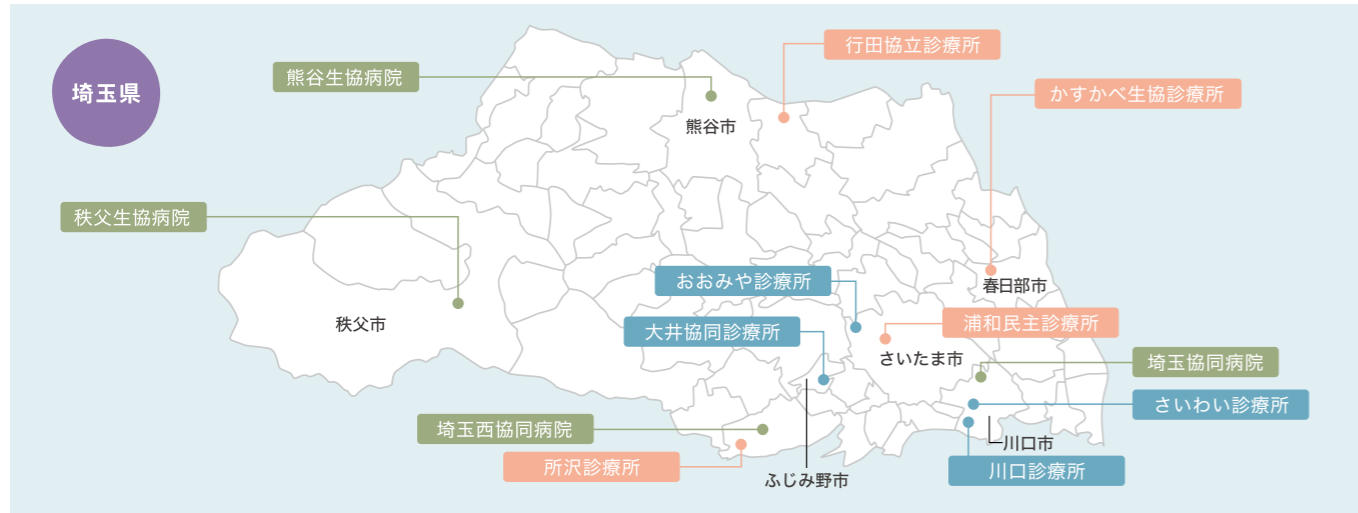 埼玉県
行田協立診療所
熊谷生協病院
かすかべ生協診療所
熊谷市
秩父生協病院
おおみや診療所
春日部市
秩父市
大井協同診療所
浦和民主診療所
さいたま市
埼玉協同病院
さいわい診療所
埼玉西協同病院
川口市
所沢診療所
川口診療所
ふじみ野市